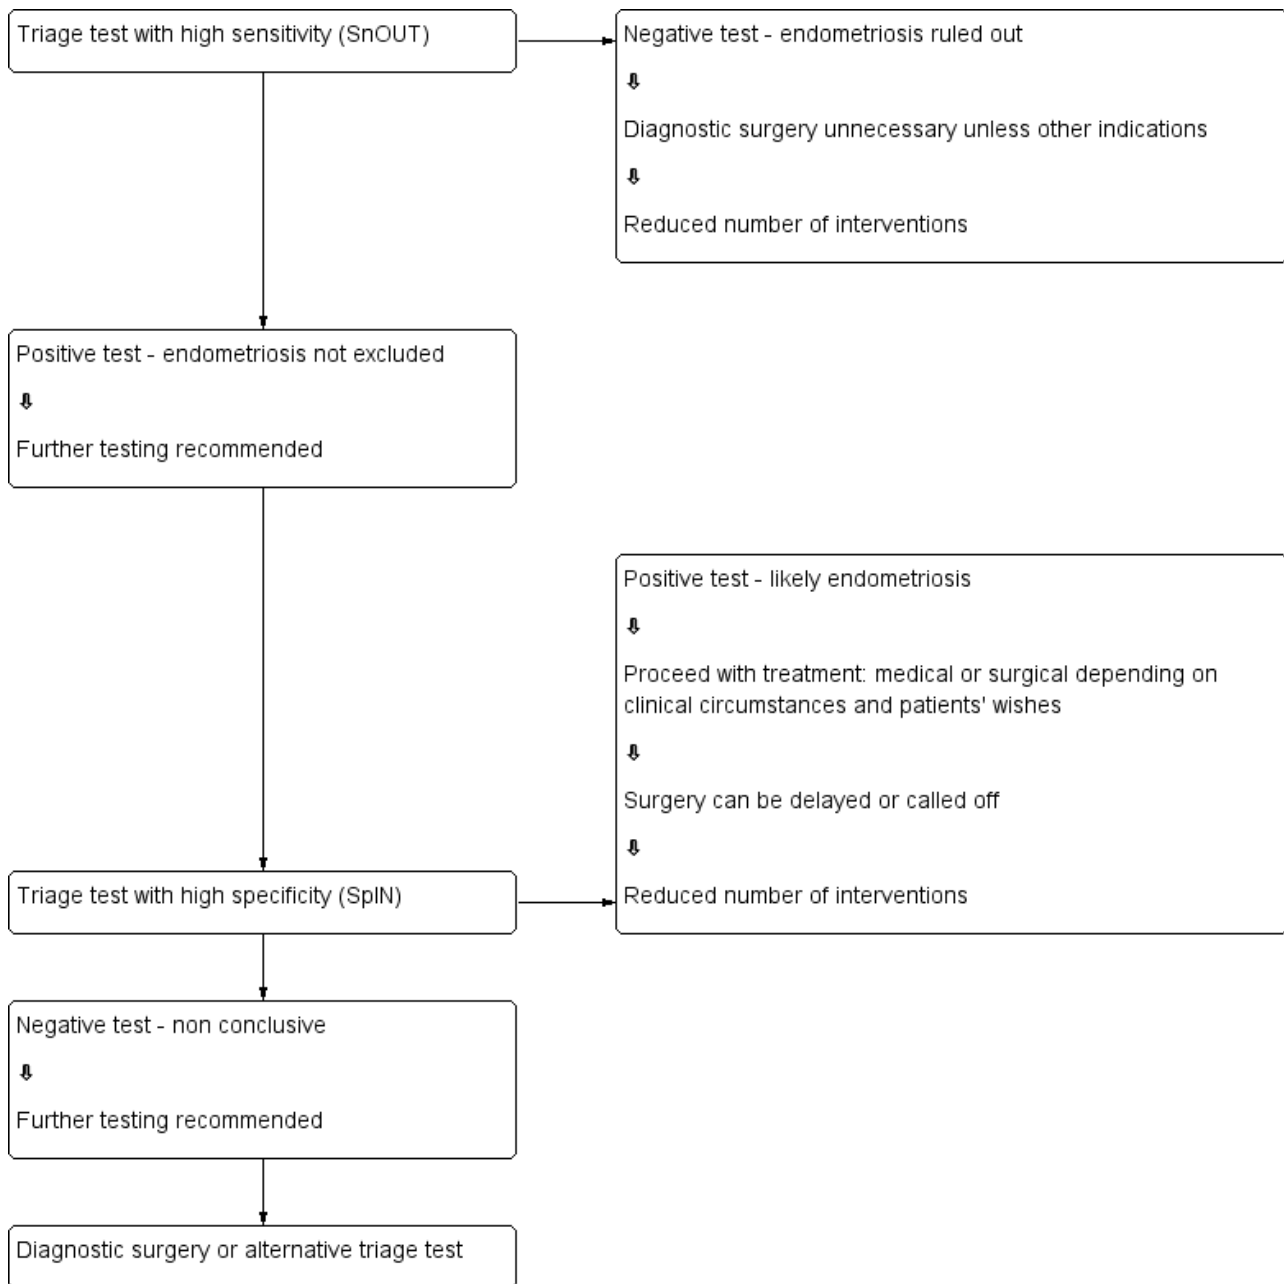 Triage test with high sensitivity (SnOUT)
Negative test - endometriosis ruled out
⇩
Diagnostic surgery unnecessary unless other indications
⇩
Reduced number of interventions
Positive test - endometriosis not excluded
⇩
Further testing recommended
Triage test with high specificity (SpIN)
Positive test - likely endometriosis
⇩
Proceed with treatment: medical or surgical depending on
clinical circumstances and patients' wishes
⇩
Surgery can be delayed or called off
⇩
Reduced number of interventions
Negative test - non conclusive
⇩
Further testing recommended
Diagnostic surgery or alternative triage test